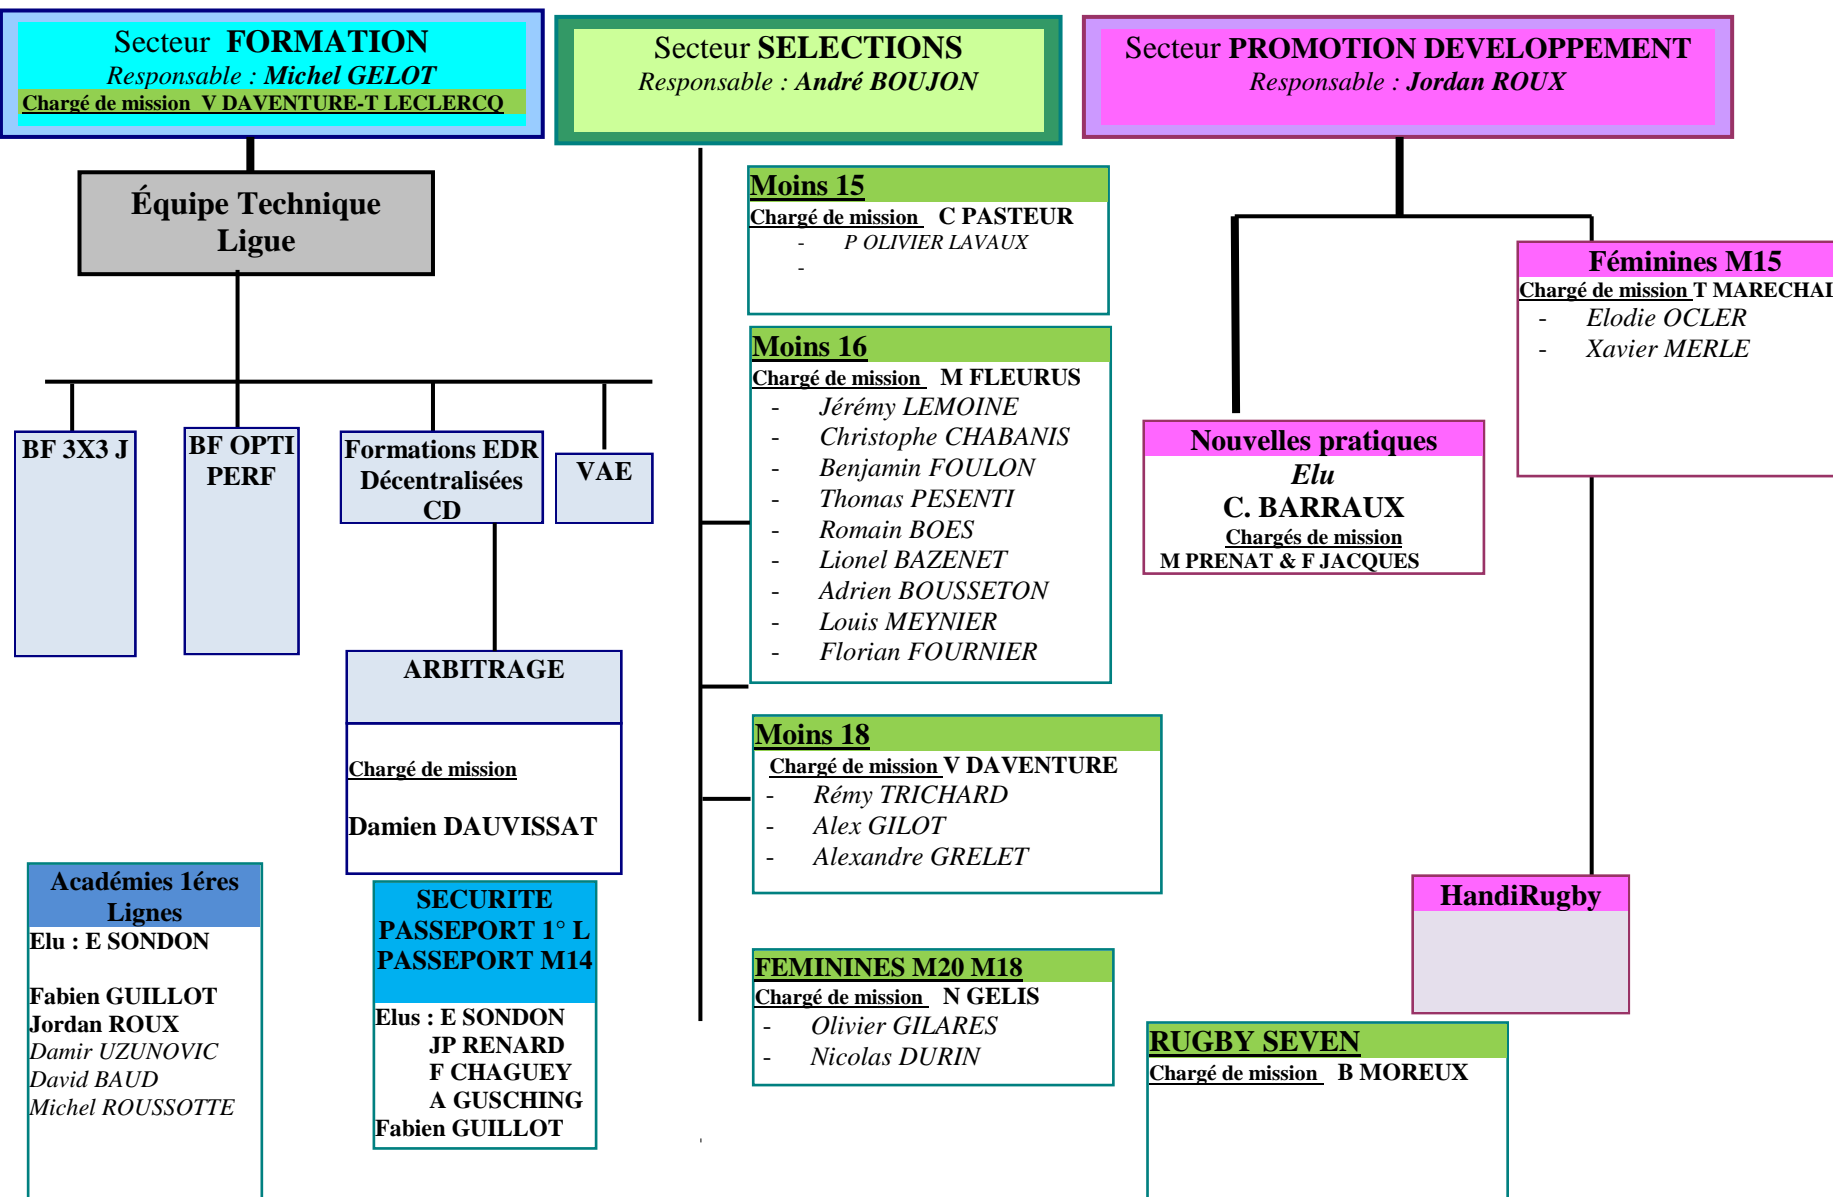 Secteur FORMATION
Responsable : Michel GELOT
Chargé de mission V DAVENTURE-T LECLERCQ
Secteur SELECTIONS
Responsable : André BOUJON
Secteur PROMOTION DEVELOPPEMENT
Responsable : Jordan ROUX
Équipe Technique
Ligue
BF 3X3 J
BF OPTI
PERF
Formations EDR
Décentralisées
CD
VAE
ARBITRAGE
Chargé de mission
Damien DAUVISSAT
Académies 1éres
Lignes
Elu : E SONDON
Fabien GUILLOT
Jordan ROUX
Damir UZUNOVIC
David BAUD
Michel ROUSSOTTE
SECURITE
PASSEPORT 1° L
PASSEPORT M14
Elus : E SONDON
JP RENARD
F CHAGUEY
A GUSCHING
Fabien GUILLOT
Moins 15
Chargé de mission C PASTEUR
- P OLIVIER LAVAUX
-
Moins 16
Chargé de mission M FLEURUS
- Jérémy LEMOINE
- Christophe CHABANIS
- Benjamin FOULON
- Thomas PESENTI
- Romain BOES
- Lionel BAZENET
- Adrien BOUSSETON
- Louis MEYNIER
- Florian FOURNIER
Moins 18
Chargé de mission V DAVENTURE
- Rémy TRICHARD
- Alex GILOT
- Alexandre GRELET
FEMININES M20 M18
Chargé de mission N GELIS
- Olivier GILARES
- Nicolas DURIN
Féminines M15
Chargé de mission T MARECHAL
- Elodie OCLER
- Xavier MERLE
Nouvelles pratiques
Elu
C. BARRAUX
Chargés de mission
M PRENAT & F JACQUES
HandiRugby
RUGBY SEVEN
Chargé de mission B MOREUX